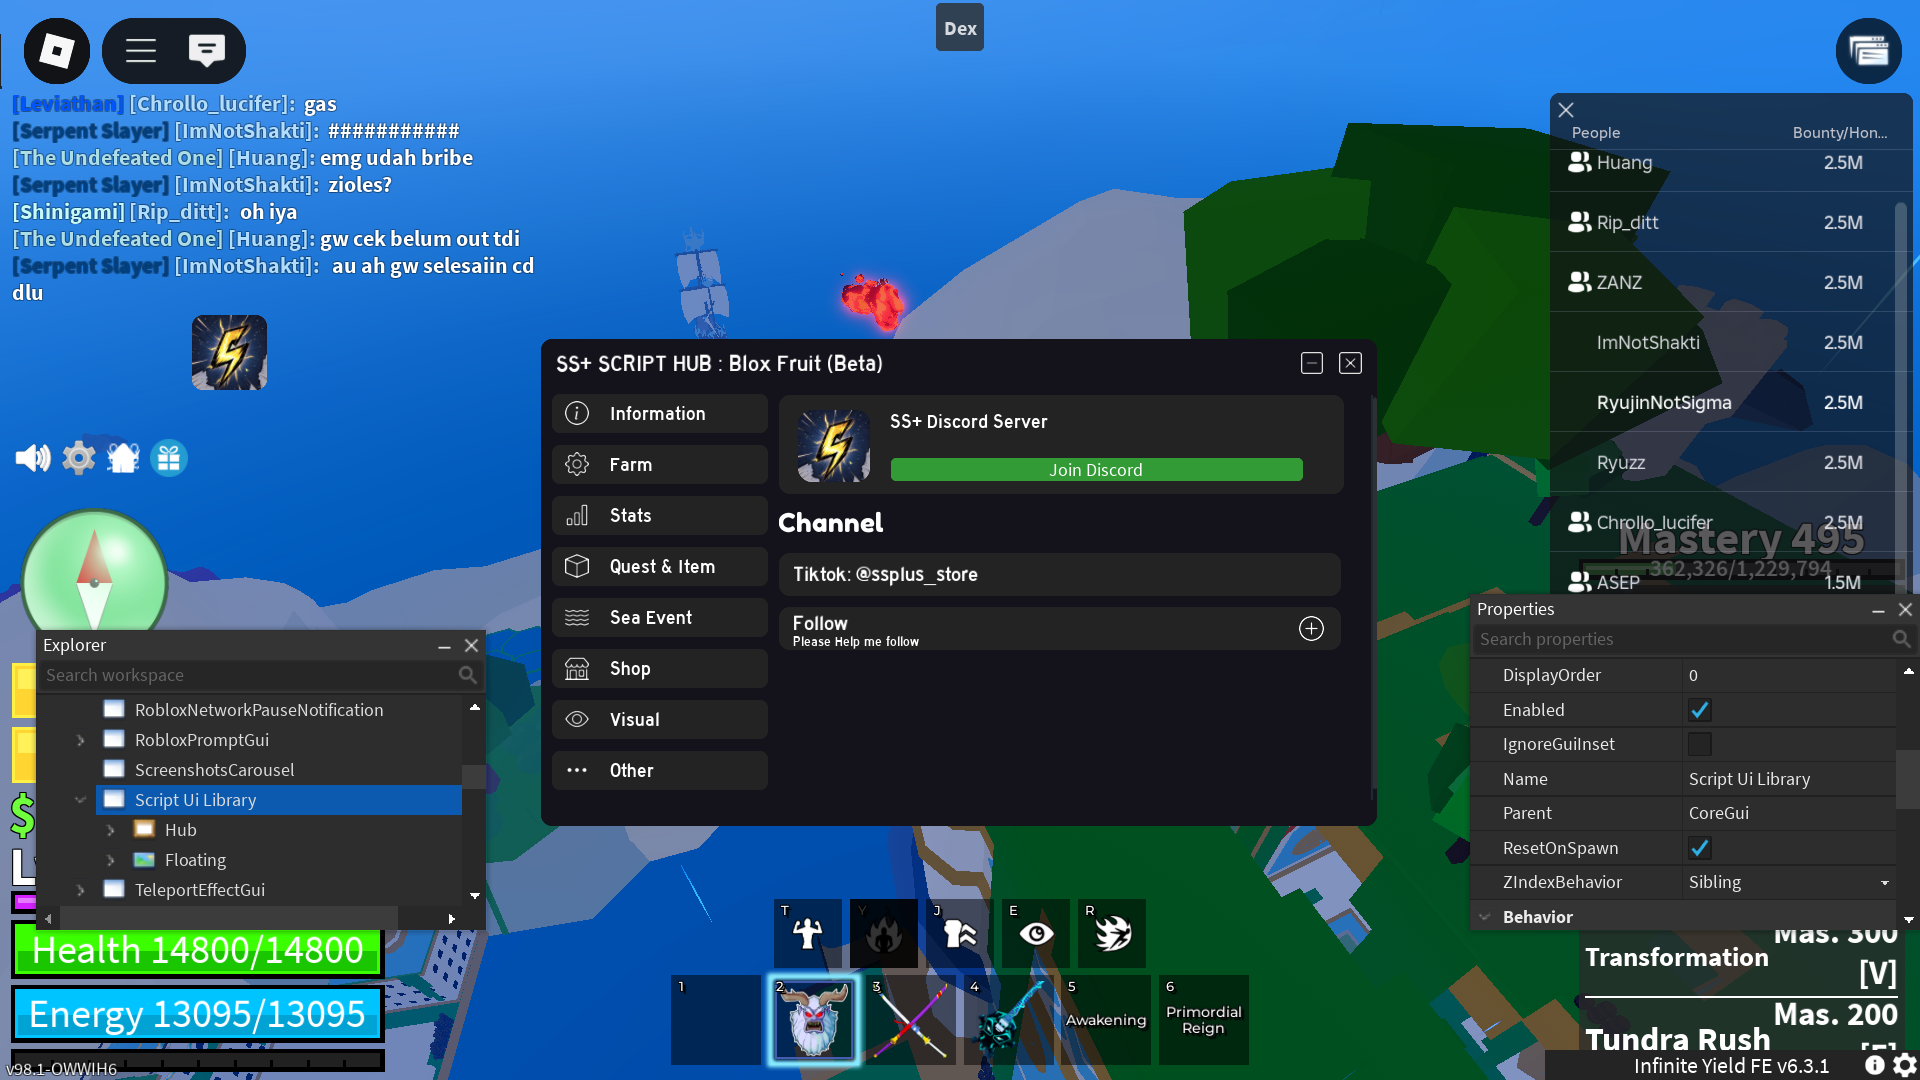 Dex
[Leviathan] [Chrollo_lucifer]: gas
[Serpent Slayer] [ImNotShakti]: ###########
[The Undefeated One] [Huang]: emg udah bribe
[Serpent Slayer] [ImNotShakti]: zioles?
[Shinigami] [Rip_ditt]: oh iya
[The Undefeated One] [Huang]: gw cek belum out tdi
[Serpent Slayer] [ImNotShakti]: au ah gw selesaiin cd
dlu
People Bounty/Hon...
Huang 2.5M
Rip_ditt 2.5M
ZANZ 2.5M
ImNotShakti 2.5M
RyujinNotSigma 2.5M
Ryuzz 2.5M
Chrollo_lucifer 2.5M
Mastery 495
362,326/1,229,794
ASEP 1.5M
SS+ SCRIPT HUB : Blox Fruit (Beta)
Information
Farm
Stats
Quest & Item
Sea Event
Shop
Visual
Other
SS+ Discord Server
Join Discord
Channel
Tiktok: @ssplus_store
Follow
Please Help me follow
Explorer
Search workspace
RobloxNetworkPauseNotification
RobloxPromptGui
ScreenshotsCarousel
Script Ui Library
Hub
Floating
TeleportEffectGui
Properties
Search properties
DisplayOrder 0
Enabled
IgnoreGuiInset
Name Script Ui Library
Parent CoreGui
ResetOnSpawn
ZIndexBehavior Sibling
Behavior
$
Health 14800/14800
Energy 13095/13095
v98.1-OWWIH6
T Y J E R
1 2 3 4 5 6
Awakening
Primordial
Reign
Mas. 300
Transformation
[V]
Mas. 200
Tundra Rush
Infinite Yield FE v6.3.1